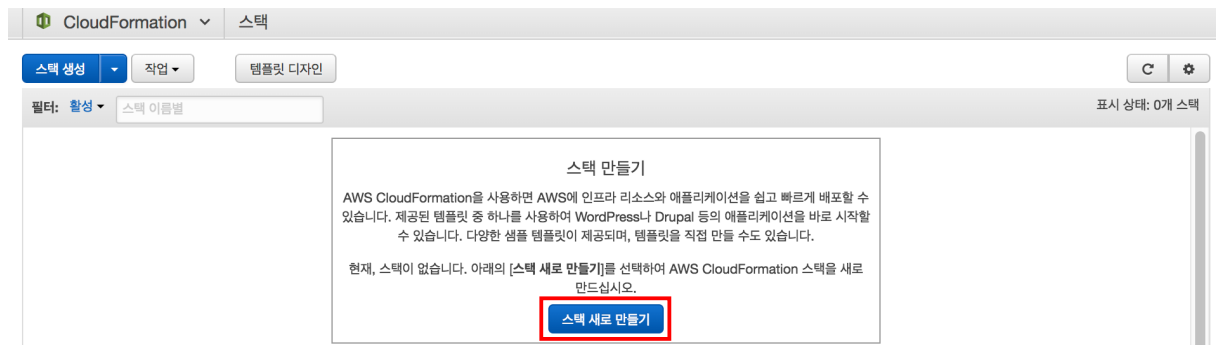 CloudFormation 스택
스택 생성 작업 템플릿 디자인
필터: 활성 스택 이름별 표시 상태: 0개 스택
스택 만들기
AWS CloudFormation을 사용하면 AWS에 인프라 리소스와 애플리케이션을 쉽고 빠르게 배포할 수
있습니다. 제공된 템플릿 중 하나를 사용하여 WordPress나 Drupal 등의 애플리케이션을 바로 시작할
수 있습니다. 다양한 샘플 템플릿이 제공되며, 템플릿을 직접 만들 수도 있습니다.
현재, 스택이 없습니다. 아래의 [스택 새로 만들기]를 선택하여 AWS CloudFormation 스택을 새로
만드십시오.
스택 새로 만들기